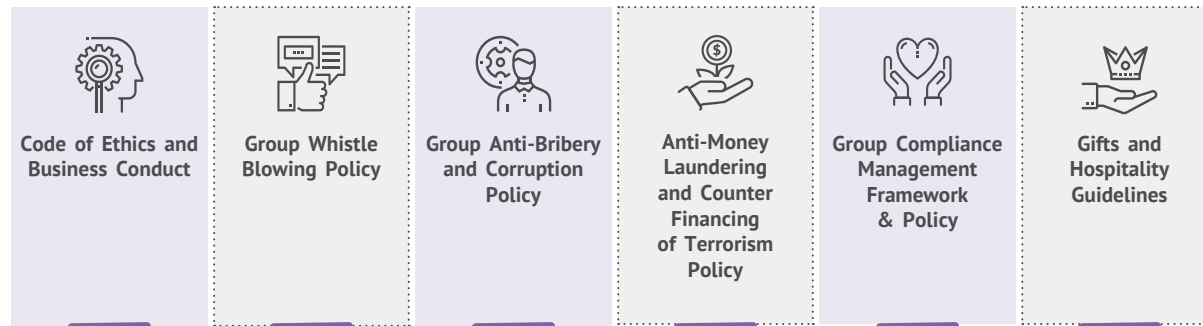 Code of Ethics and
Business Conduct
Group Whistle
Blowing Policy
Group Anti-Bribery
and Corruption
Policy
Anti-Money
Laundering
and Counter
Financing
of Terrorism
Policy
Group Compliance
Management
Framework
& Policy
Gifts and
Hospitality
Guidelines